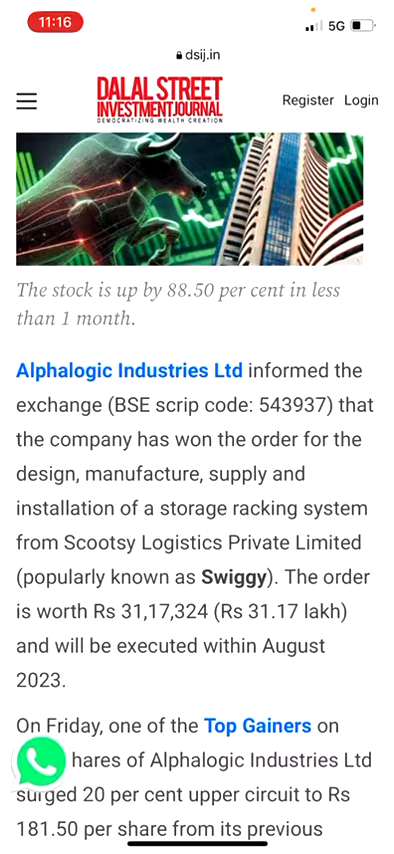 11:16
5G
dsij.in
DALAL STREET
INVESTMENT JOURNAL
DEMOCRATIZING WEALTH CREATION
Register Login
The stock is up by 88.50 per cent in less
than 1 month.
Alphalogic Industries Ltd informed the
exchange (BSE scrip code: 543937) that
the company has won the order for the
design, manufacture, supply and
installation of a storage racking system
from Scootsy Logistics Private Limited
(popularly known as Swiggy). The order
is worth Rs 31,17,324 (Rs 31.17 lakh)
and will be executed within August
2023.
On Friday, one of the Top Gainers on
hares of Alphalogic Industries Ltd
surged 20 per cent upper circuit to Rs
181.50 per share from its previous